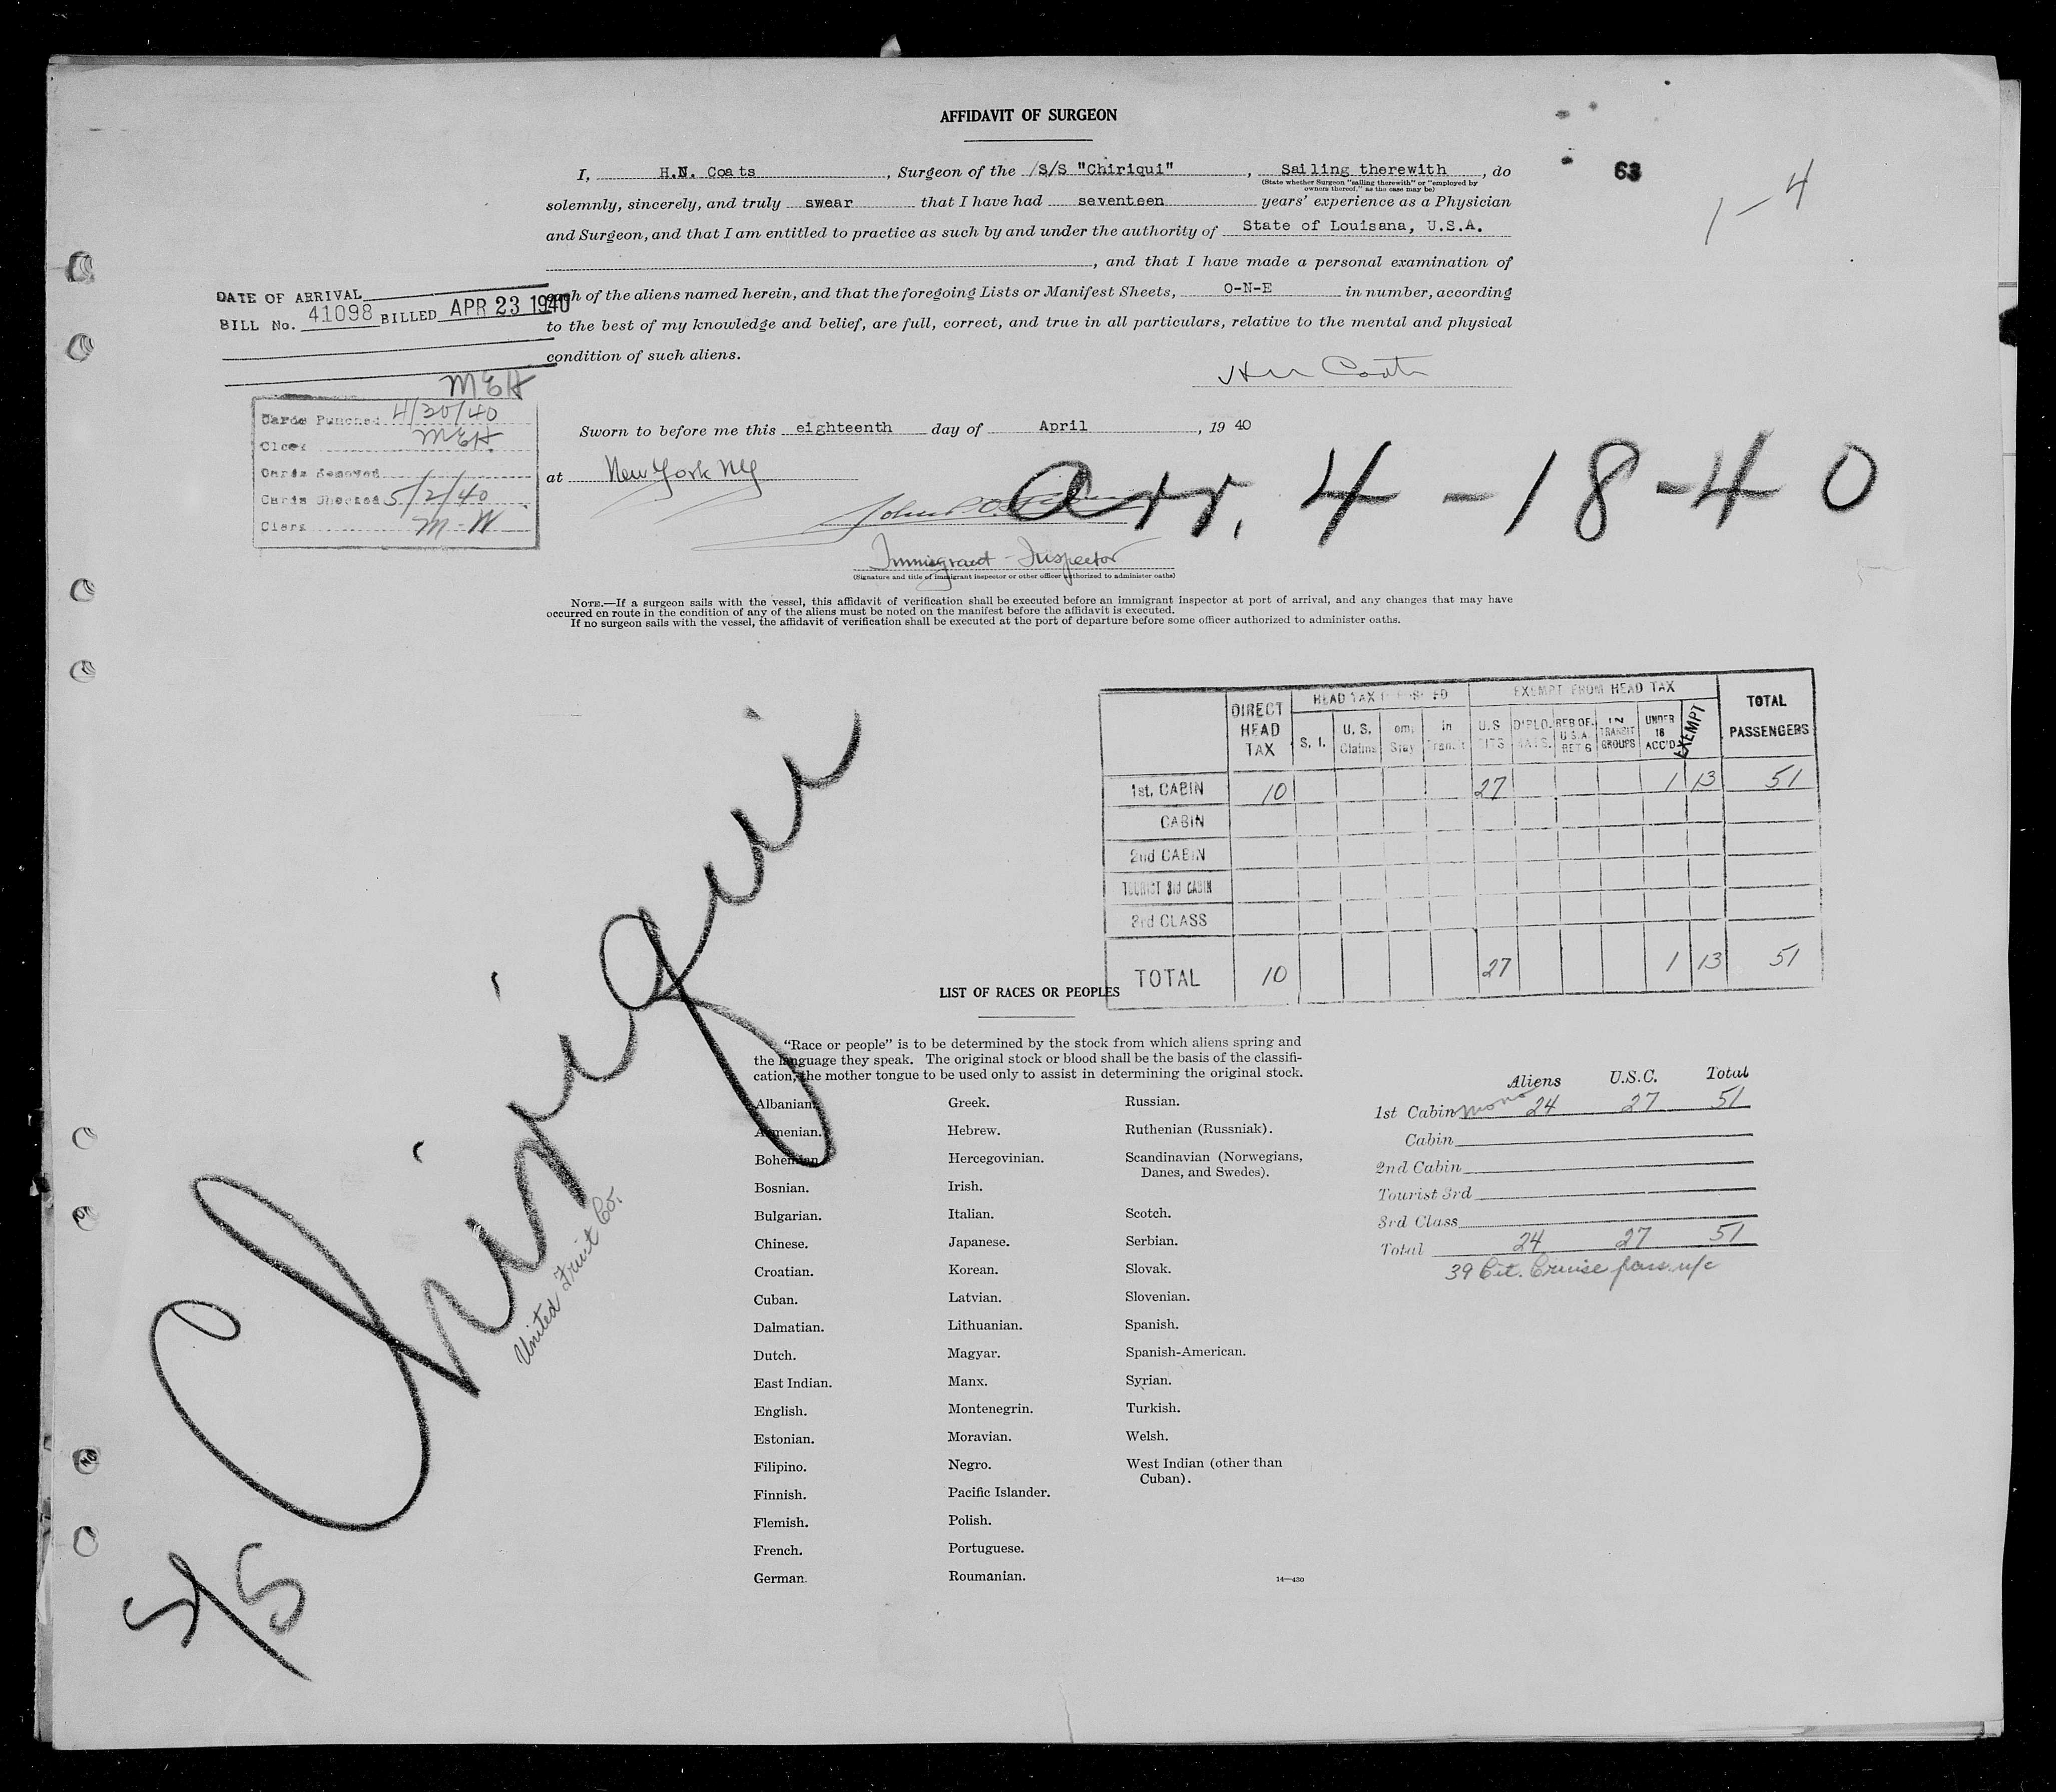 AFFIDAVIT OF SURGEON
63
1-4
I, H.N. Coats, Surgeon of the S/S "Chiriqui", Sailing therewith, do
(State whether Surgeon "sailing therewith" or "employed by
owners thereof," as the case may be)
solemnly, sincerely, and truly swear that I have had seventeen years' experience as a Physician
and Surgeon, and that I am entitled to practice as such by and under the authority of State of Louisana, U.S.A.
, and that I have made a personal examination of
each of the aliens named herein, and that the foregoing Lists or Manifest Sheets, O-N-E in number, according
to the best of my knowledge and belief, are full, correct, and true in all particulars, relative to the mental and physical
condition of such aliens.
DATE OF ARRIVAL
BILL No. 41098 BILLED APR 23 1940
HN Coats
MEH
Cards Punched 4/30/40
Clerk MEH
Cards Removed
Cards Checked 5/2/40
Clerk M-W
Sworn to before me this eighteenth day of April, 1940
at New York NY
Arr. 4-18-40
Immigrant Inspector
(Signature and title of immigrant inspector or other officer authorized to administer oaths)
NOTE.—If a surgeon sails with the vessel, this affidavit of verification shall be executed before an immigrant inspector at port of arrival, and any changes that may have
occurred en route in the condition of any of the aliens must be noted on the manifest before the affidavit is executed.
If no surgeon sails with the vessel, the affidavit of verification shall be executed at the port of departure before some officer authorized to administer oaths.
DIRECT HEAD TAX
HEAD TAX DEPOSITED
EXEMPT FROM HEAD TAX
TOTAL PASSENGERS
S. I. U. S. Claims Stay In Transit U.S. CITS DIPLOMATS. U.S.A. IN TRANSIT GROUPS UNDER 16 ACC'D EXEMPT
1st. CABIN 10 27 1 13 51
CABIN
2nd CABIN
TOURIST 3rd CABIN
3rd CLASS
TOTAL 10 27 1 13 51
S/S Chiriqui
United Fruit Co.
LIST OF RACES OR PEOPLES
"Race or people" is to be determined by the stock from which aliens spring and
the language they speak. The original stock or blood shall be the basis of the classifi-
cation, the mother tongue to be used only to assist in determining the original stock.
Albanian. Greek. Russian.
Armenian. Hebrew. Ruthenian (Russniak).
Bohemian. Hercegovinian. Scandinavian (Norwegians,
Danes, and Swedes).
Bosnian. Irish.
Bulgarian. Italian. Scotch.
Chinese. Japanese. Serbian.
Croatian. Korean. Slovak.
Cuban. Latvian. Slovenian.
Dalmatian. Lithuanian. Spanish.
Dutch. Magyar. Spanish-American.
East Indian. Manx. Syrian.
English. Montenegrin. Turkish.
Estonian. Moravian. Welsh.
Filipino. Negro. West Indian (other than
Cuban).
Finnish. Pacific Islander.
Flemish. Polish.
French. Portuguese.
German. Roumanian.
14—430
Aliens U.S.C. Total
1st Cabin mono 24 27 51
Cabin
2nd Cabin
Tourist 3rd
3rd Class
Total 24 27 51
39 Cit. Cruise pass.